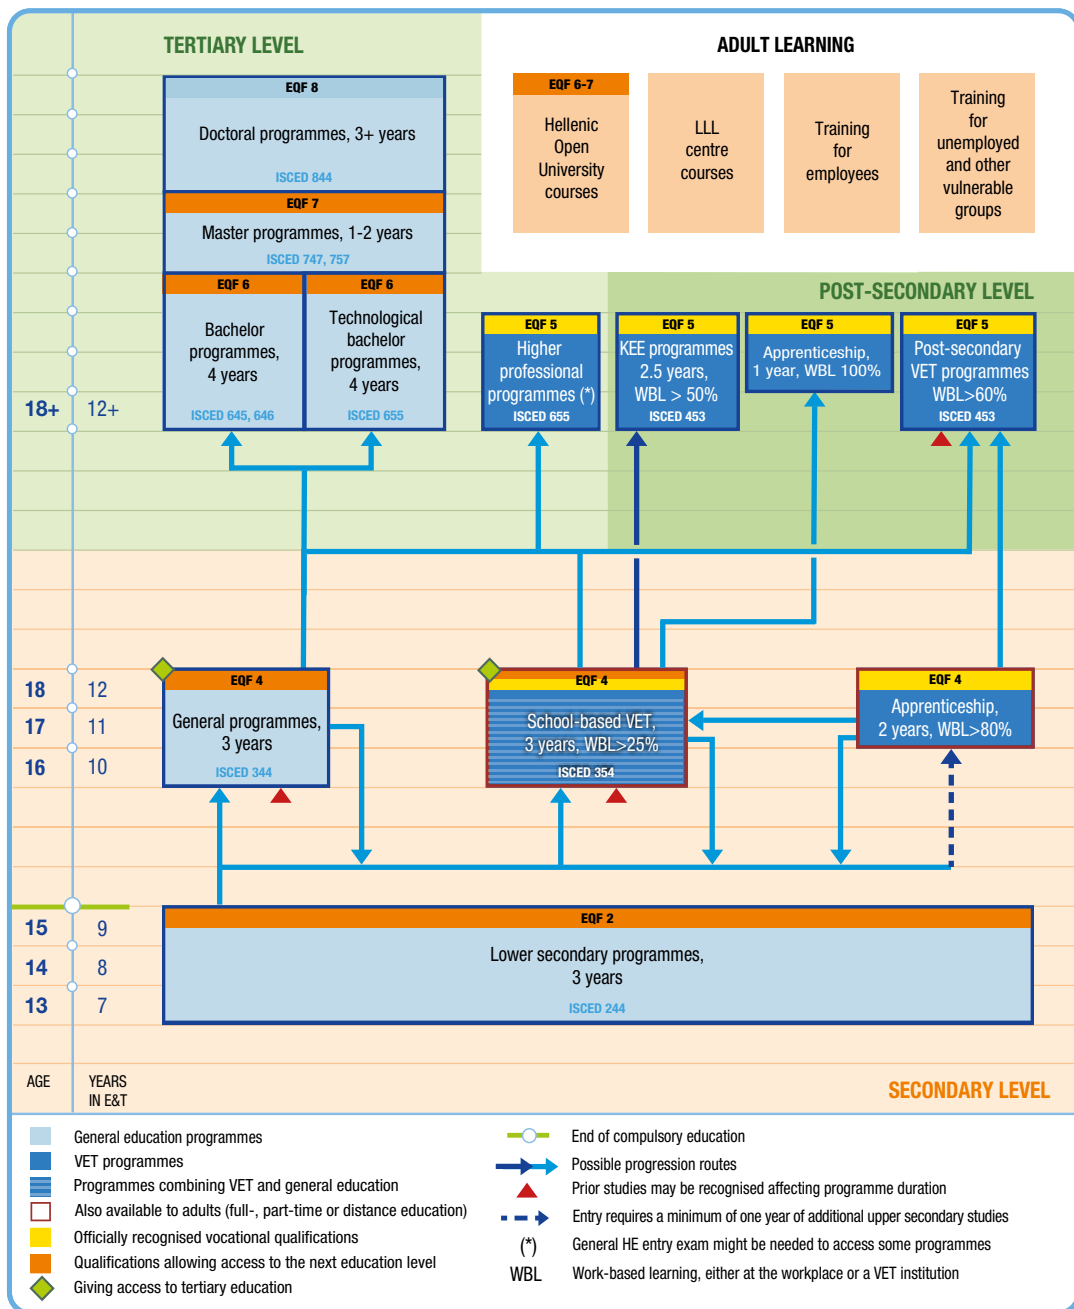 TERTIARY LEVEL
ADULT LEARNING
EQF 8
Doctoral programmes, 3+ years
ISCED 844
EQF 7
Master programmes, 1-2 years
ISCED 747, 757
EQF 6
Bachelor
programmes,
4 years
ISCED 645, 646
EQF 6
Technological
bachelor
programmes,
4 years
ISCED 655
EQF 6-7
Hellenic
Open
University
courses
LLL
centre
courses
Training
for
employees
Training
for
unemployed
and other
vulnerable
groups
POST-SECONDARY LEVEL
EQF 5
Higher
professional
programmes (*)
ISCED 655
EQF 5
KEE programmes
2.5 years,
WBL > 50%
ISCED 453
EQF 5
Apprenticeship,
1 year, WBL 100%
EQF 5
Post-secondary
VET programmes
WBL>60%
ISCED 453
18+ 12+
18 12
17 11
16 10
EQF 4
General programmes,
3 years
ISCED 344
EQF 4
School-based VET,
3 years, WBL>25%
ISCED 354
EQF 4
Apprenticeship,
2 years, WBL>80%
15 9
14 8
13 7
EQF 2
Lower secondary programmes,
3 years
ISCED 244
AGE
YEARS
IN E&T
SECONDARY LEVEL
General education programmes
VET programmes
Programmes combining VET and general education
Also available to adults (full-, part-time or distance education)
Officially recognised vocational qualifications
Qualifications allowing access to the next education level
Giving access to tertiary education
End of compulsory education
Possible progression routes
Prior studies may be recognised affecting programme duration
Entry requires a minimum of one year of additional upper secondary studies
(*) General HE entry exam might be needed to access some programmes
WBL Work-based learning, either at the workplace or a VET institution